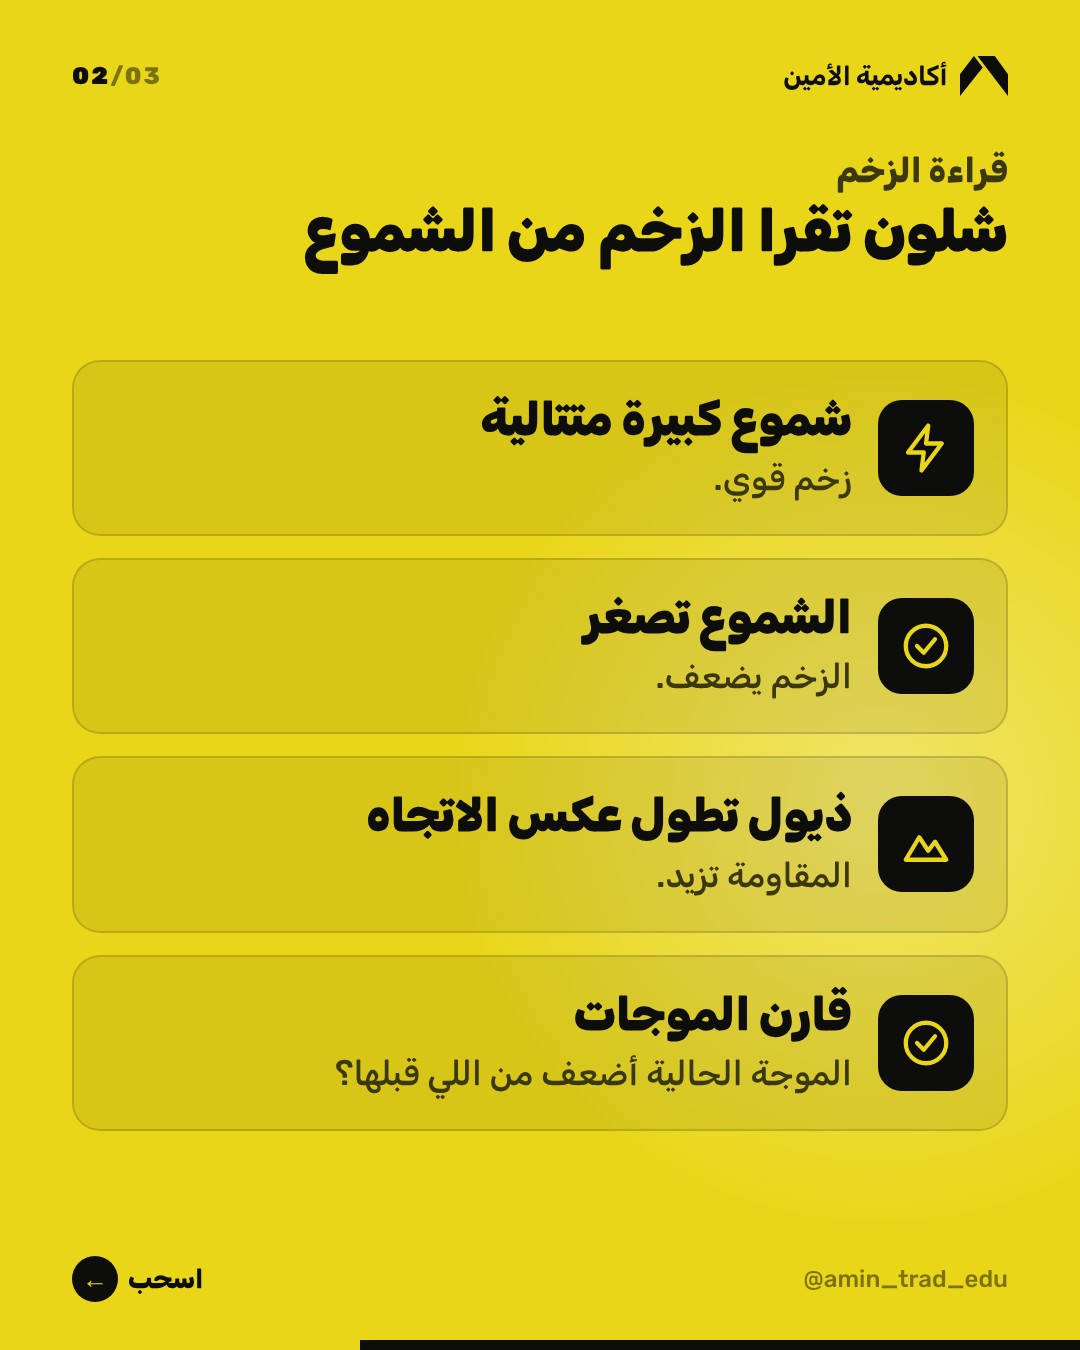 أكاديمية الأمين
02/03
قراءة الزخم
شلون تقرا الزخم من الشموع
شموع كبيرة متتالية
زخم قوي.
الشموع تصغر
الزخم يضعف.
ذيول تطول عكس الاتجاه
المقاومة تزيد.
قارن الموجات
الموجة الحالية أضعف من اللي قبلها؟
@amin_trad_edu
اسحب ←